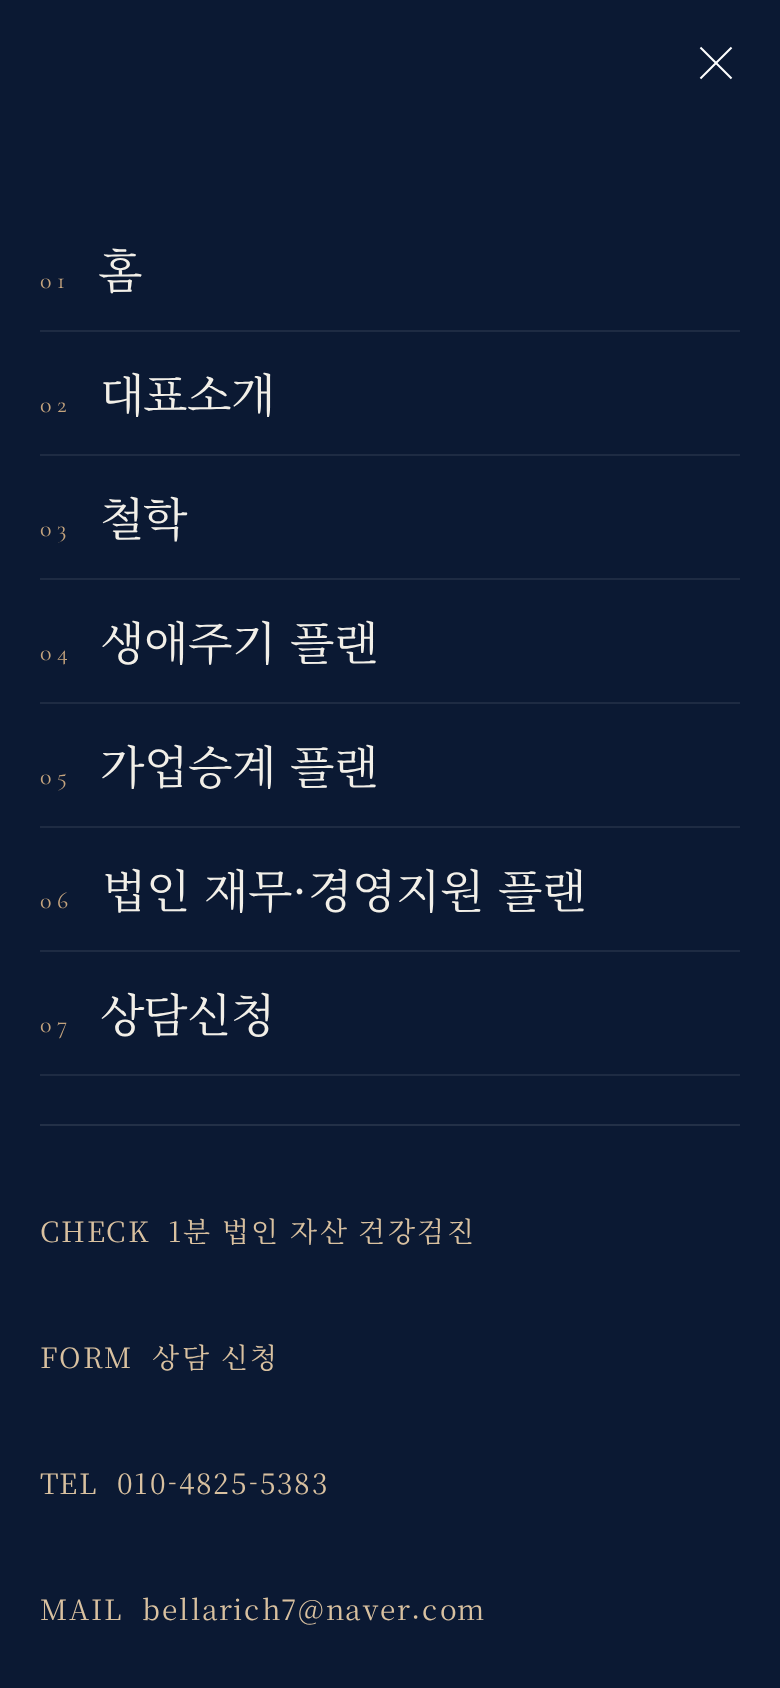 01 홈
02 대표소개
03 철학
04 생애주기 플랜
05 가업승계 플랜
06 법인 재무·경영지원 플랜
07 상담신청
CHECK 1분 법인 자산 건강검진
FORM 상담 신청
TEL 010-4825-5383
MAIL bellarich7@naver.com